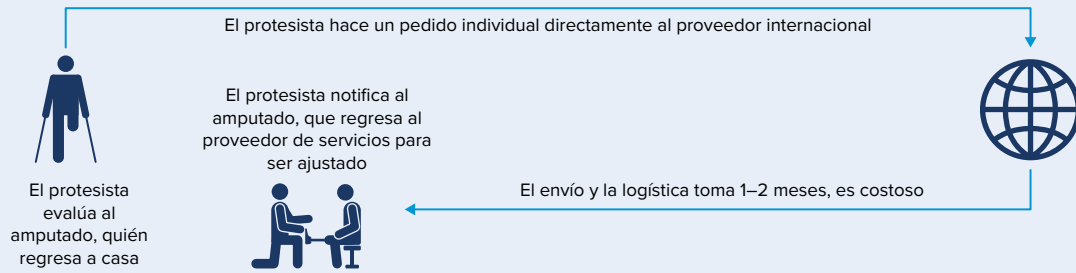 El protesista hace un pedido individual directamente al proveedor internacional
El protesista
evalúa al
amputado, quién
regresa a casa
El protesista notifica al
amputado, que regresa al
proveedor de servicios para
ser ajustado
El envío y la logística toma 1–2 meses, es costoso